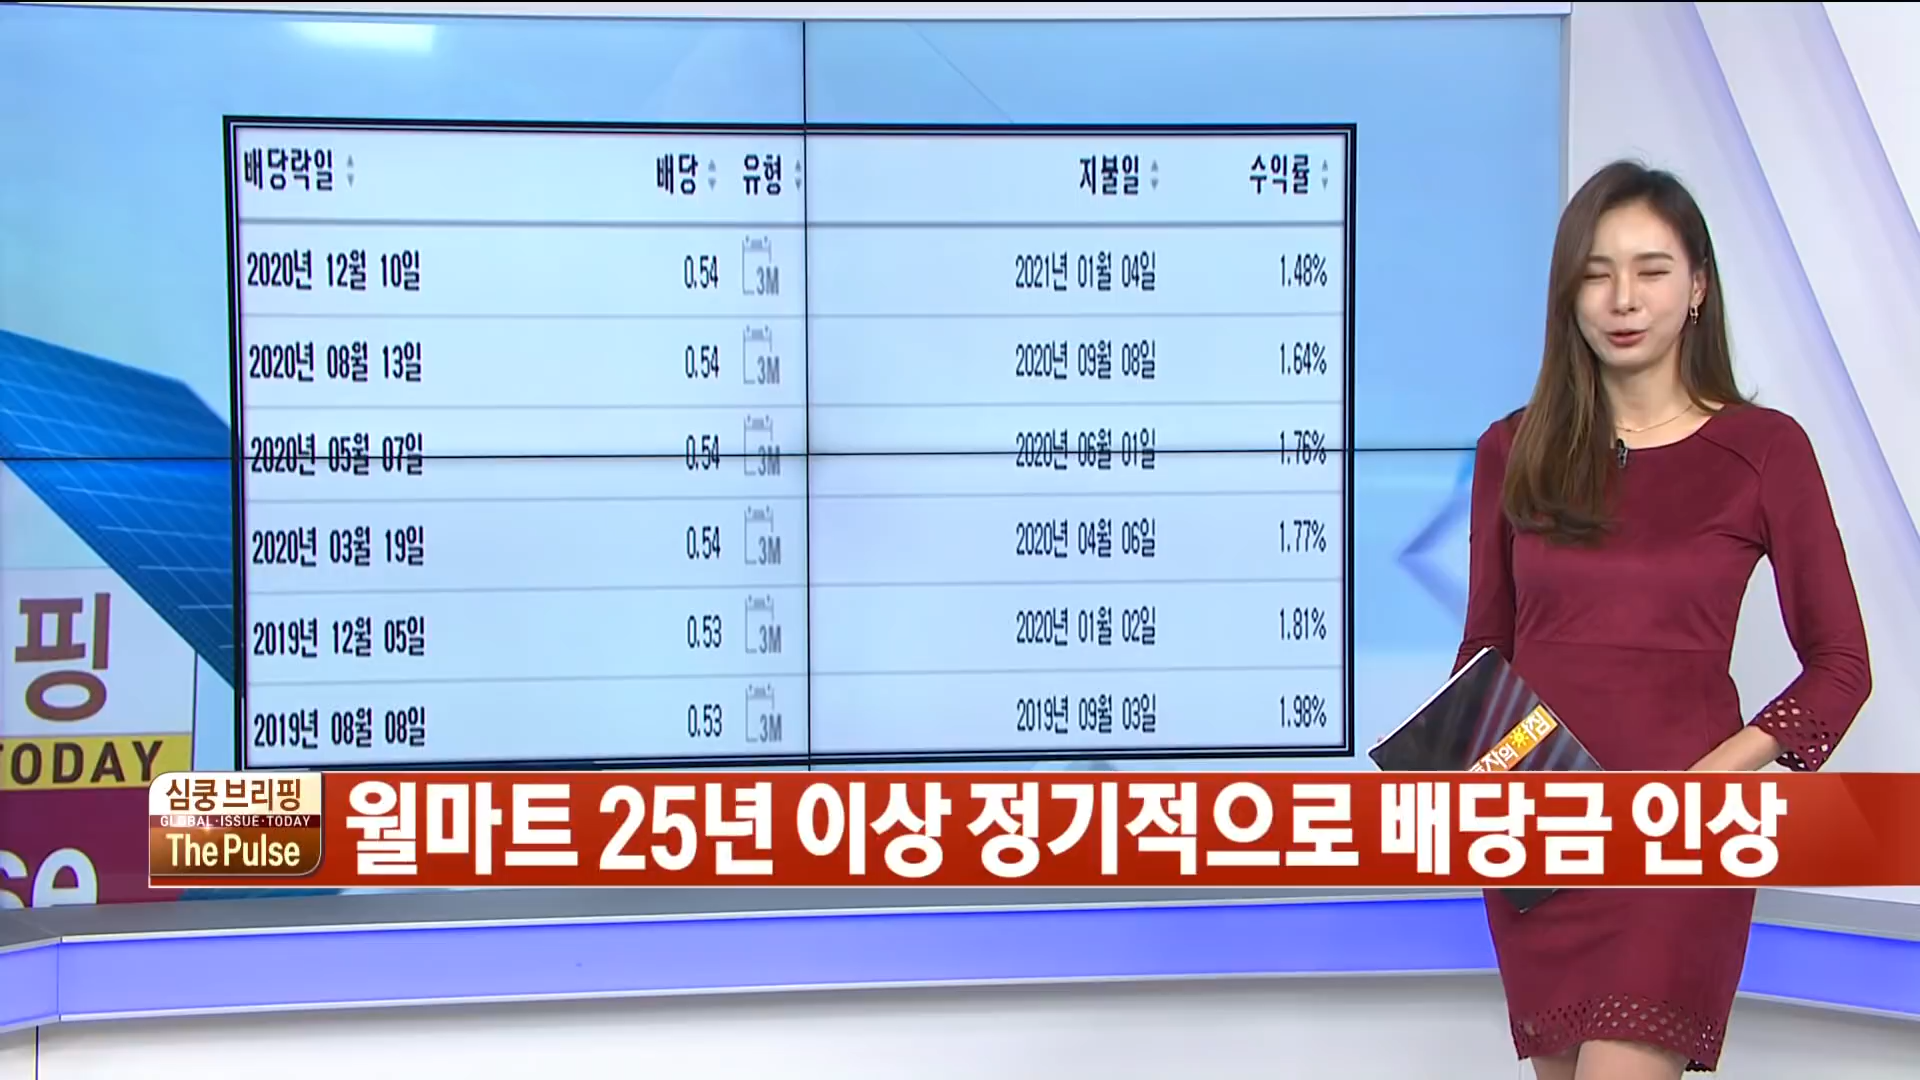 배당락일 배당 유형 지불일 수익률
2020년 12월 10일 0.54 3M 2021년 01월 04일 1.48%
2020년 08월 13일 0.54 3M 2020년 09월 08일 1.64%
2020년 05월 07일 0.54 3M 2020년 06월 01일 1.76%
2020년 03월 19일 0.54 3M 2020년 04월 06일 1.77%
2019년 12월 05일 0.53 3M 2020년 01월 02일 1.81%
2019년 08월 08일 0.53 3M 2019년 09월 03일 1.98%
핑
TODAY
se
심쿵 브리핑
GLOBAL·ISSUE·TODAY
The Pulse
월마트 25년 이상 정기적으로 배당금 인상